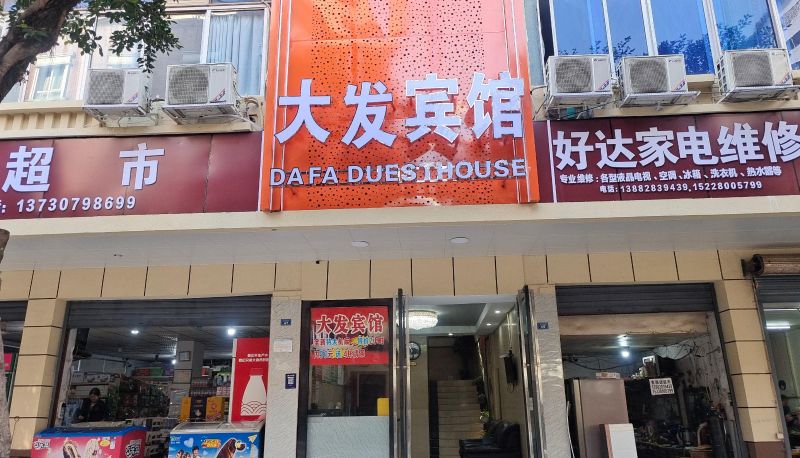 超 市
: 13730798699
大发宾馆
DAFA DUESTHOUSE
好达家电维修
专业维修:各型液晶电视、空调、冰箱、洗衣机、热水器等
电话:13882839439,15228005799
大发宾馆